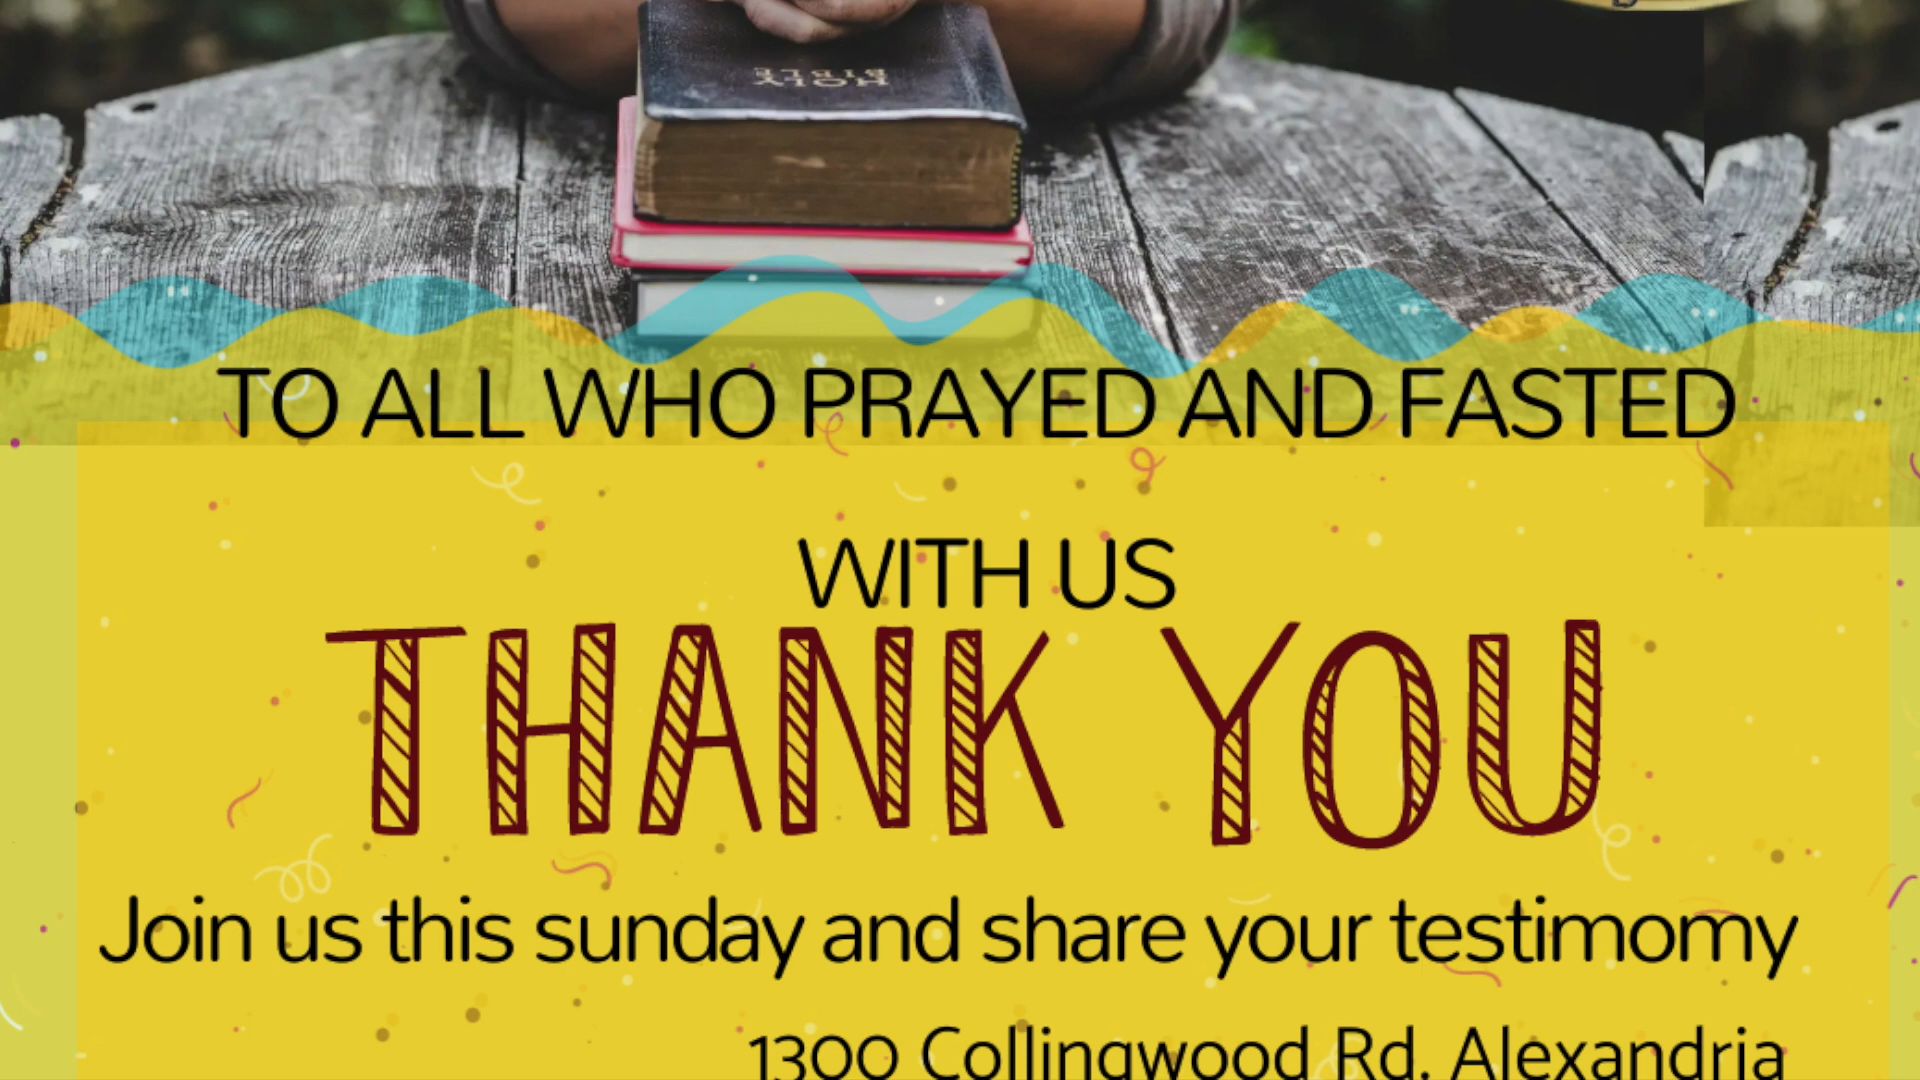 HOLY
BIBLE
TO ALL WHO PRAYED AND FASTED
WITH US
THANK YOU
Join us this sunday and share your testimomy
1300 Collingwood Rd. Alexandria